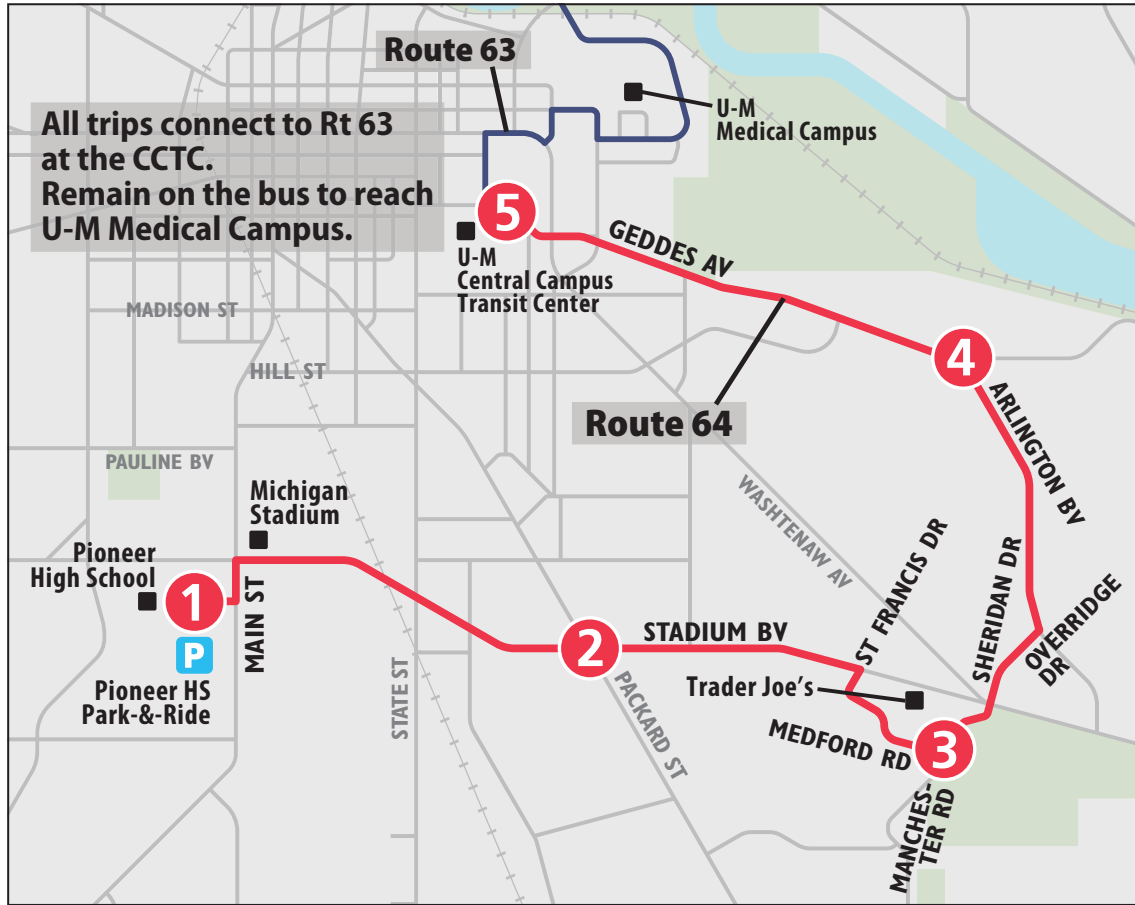 Route 63
All trips connect to Rt 63
at the CCTC.
Remain on the bus to reach
U-M Medical Campus.
U-M
Medical Campus
5
U-M
Central Campus
Transit Center
GEDDES AV
MADISON ST
HILL ST
4
Route 64
ARLINGTON BV
PAULINE BV
Michigan
Stadium
WASHTENAW AV
Pioneer
High School
1
MAIN ST
P
Pioneer HS
Park-&-Ride
STATE ST
2
STADIUM BV
PACKARD ST
ST FRANCIS DR
SHERIDAN DR
OVERRIDGE
DR
Trader Joe's
MEDFORD RD
3
MANCHES-
TER RD